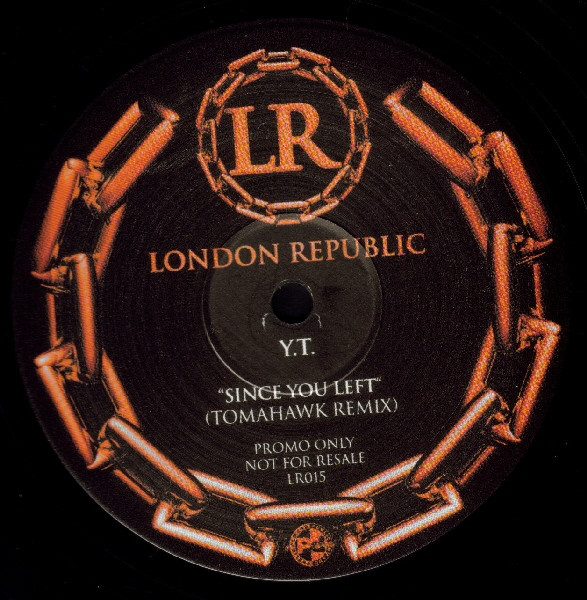 LR
LONDON REPUBLIC
Y.T.
"SINCE YOU LEFT"
(TOMAHAWK REMIX)
PROMO ONLY
NOT FOR RESALE
LR015